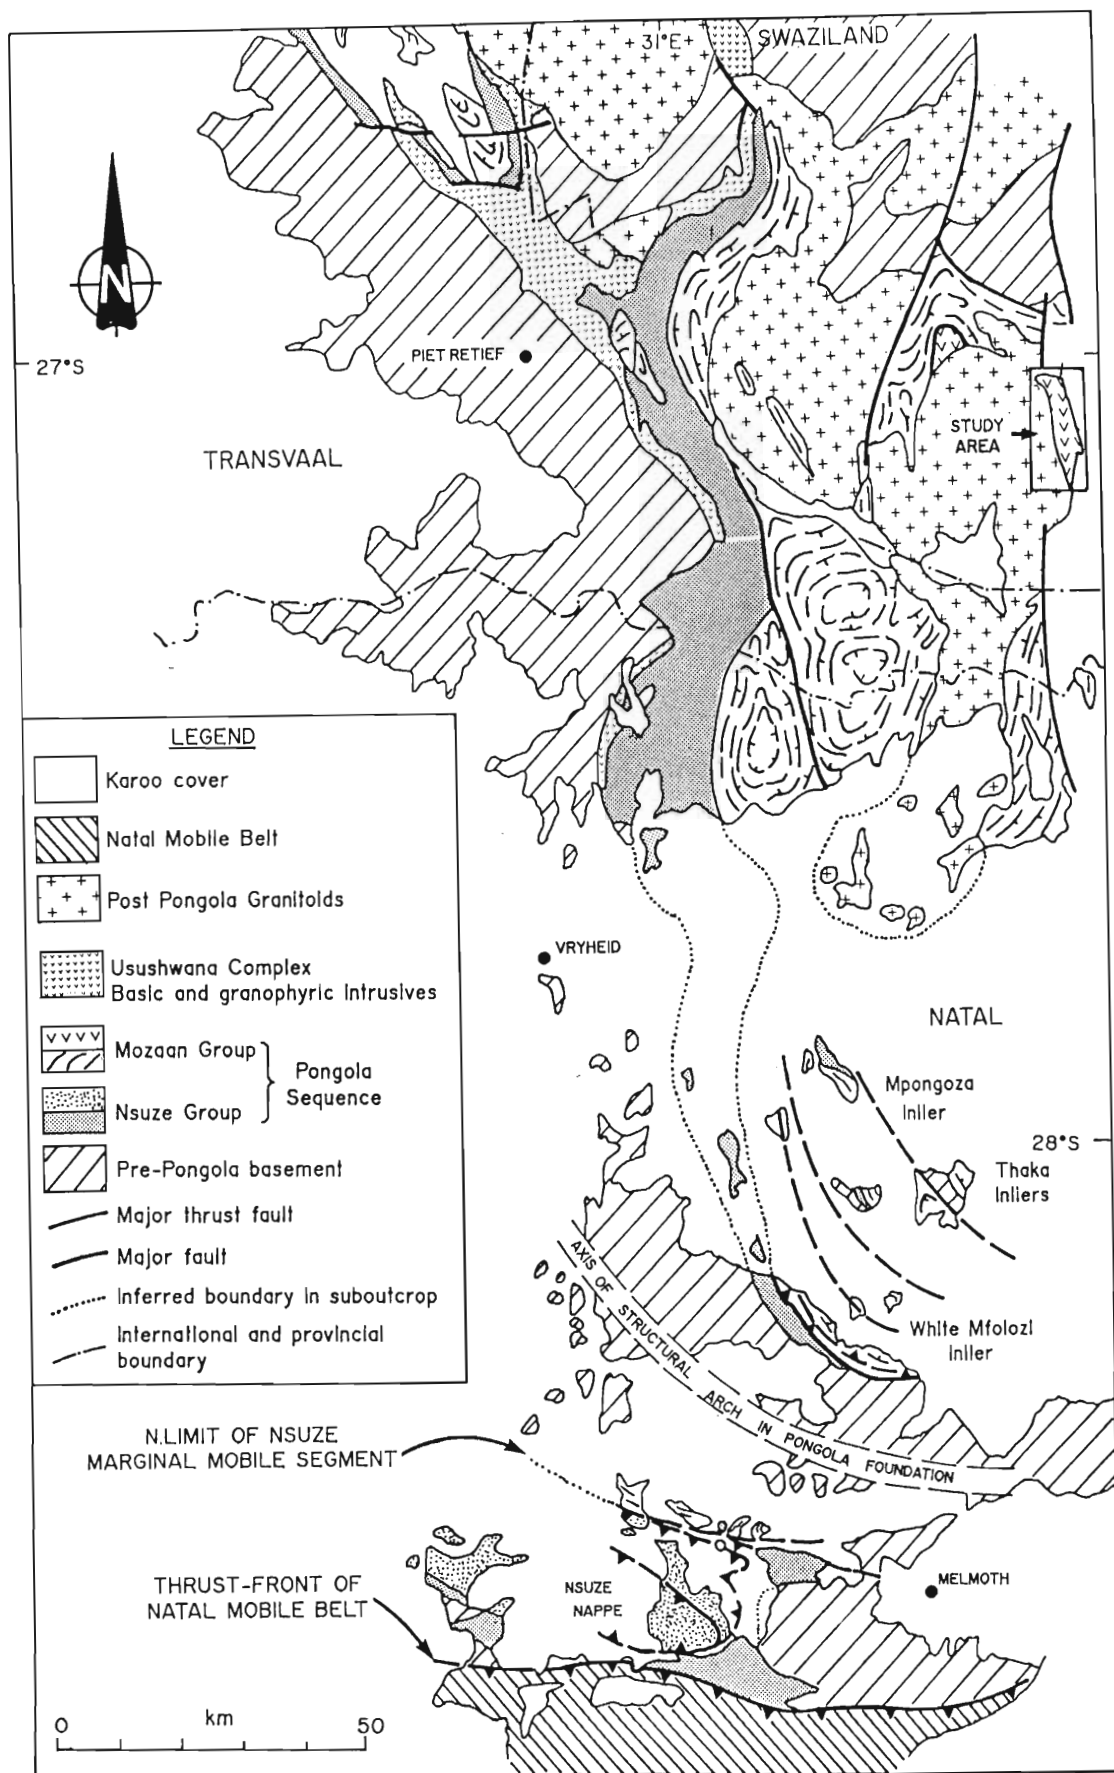 31°E
SWAZILAND
N
27°S
PIET RETIEF
TRANSVAAL
STUDY
AREA
LEGEND
Karoo cover
Natal Mobile Belt
Post Pongola Granitoids
Usushwana Complex
Basic and granophyric Intrusives
Mozaan Group
Pongola
Sequence
Nsuze Group
Pre-Pongola basement
Major thrust fault
Major fault
Inferred boundary in suboutcrop
International and provincial
boundary
VRYHEID
NATAL
Mpongoza
Inlier
28°S
Thaka
Inliers
White Mfolozi
Inlier
AXIS OF STRUCTURAL ARCH IN PONGOLA FOUNDATION
N.LIMIT OF NSUZE
MARGINAL MOBILE SEGMENT
THRUST-FRONT OF
NATAL MOBILE BELT
NSUZE
NAPPE
MELMOTH
0 km 50